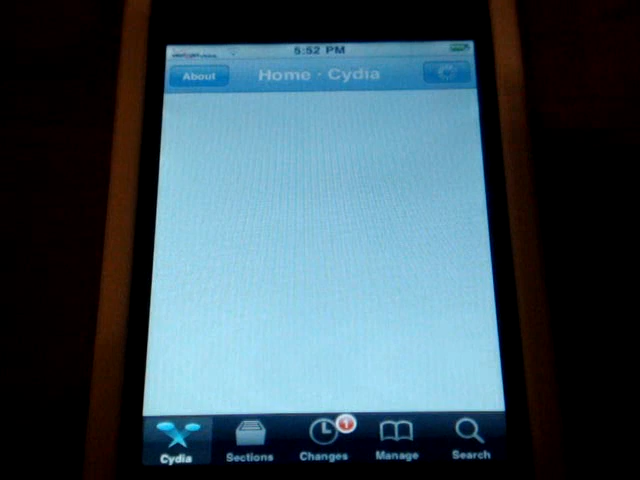 5:52 PM
About
Home · Cydia
Cydia
Sections
Changes
1
Manage
Search